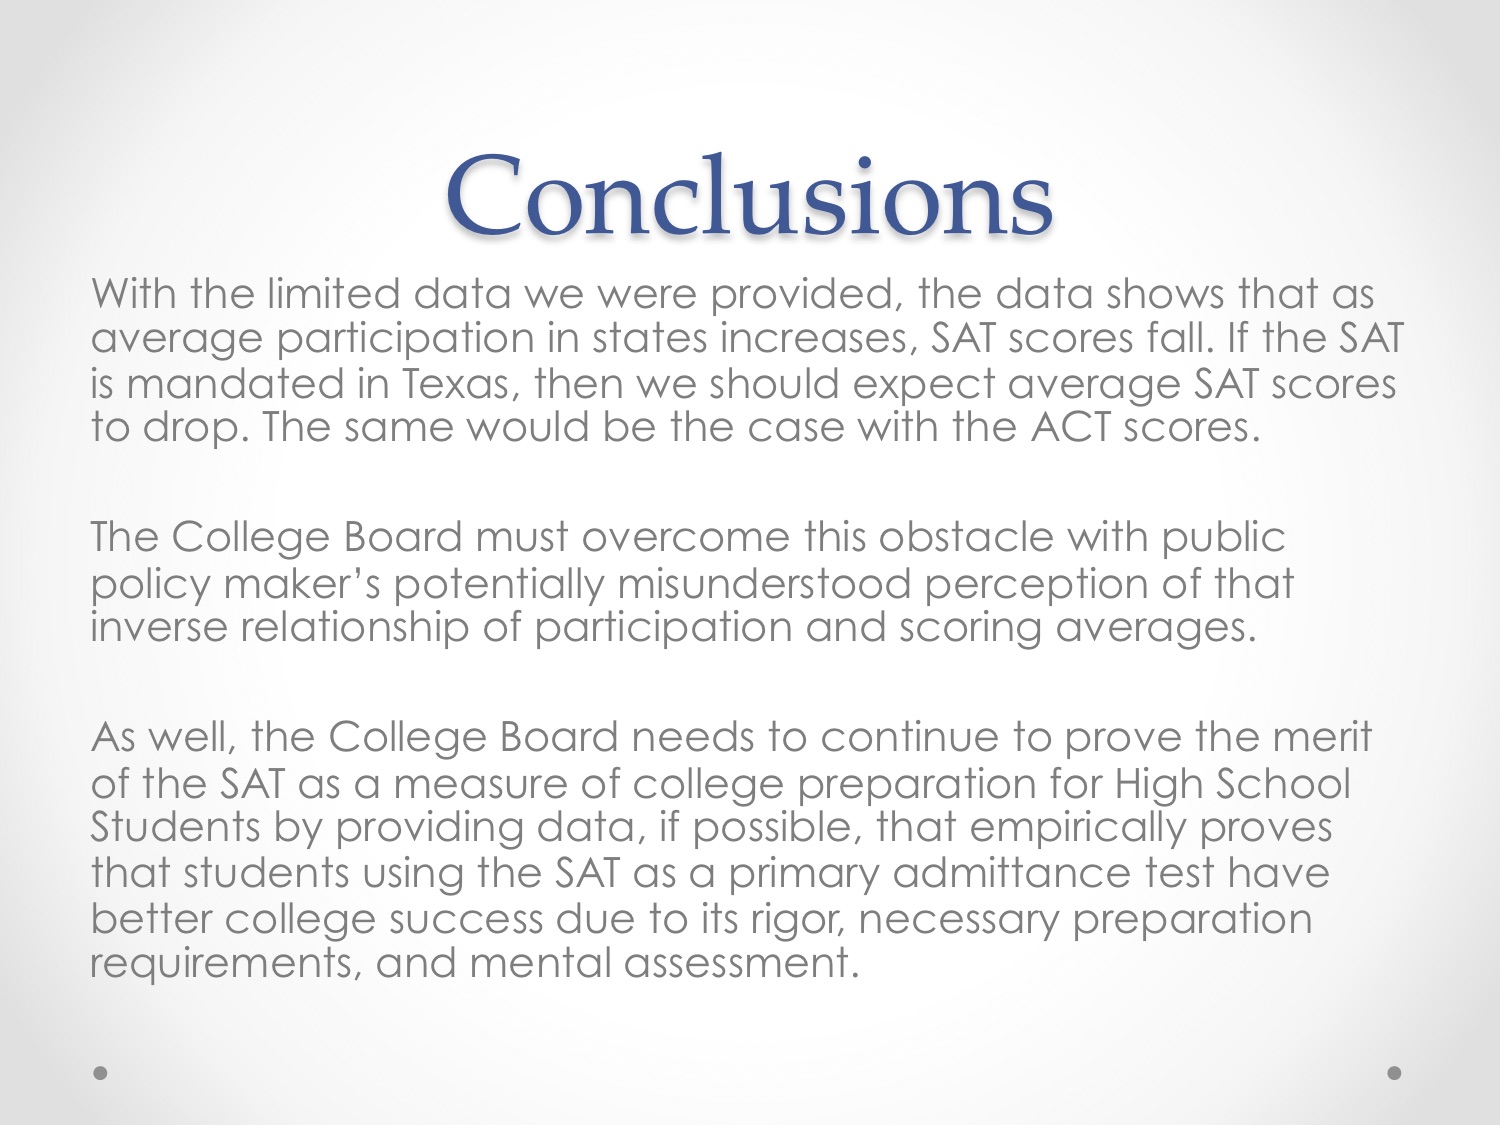 Conclusions
With the limited data we were provided, the data shows that as
average participation in states increases, SAT scores fall. If the SAT
is mandated in Texas, then we should expect average SAT scores
to drop. The same would be the case with the ACT scores.
The College Board must overcome this obstacle with public
policy maker’s potentially misunderstood perception of that
inverse relationship of participation and scoring averages.
As well, the College Board needs to continue to prove the merit
of the SAT as a measure of college preparation for High School
Students by providing data, if possible, that empirically proves
that students using the SAT as a primary admittance test have
better college success due to its rigor, necessary preparation
requirements, and mental assessment.